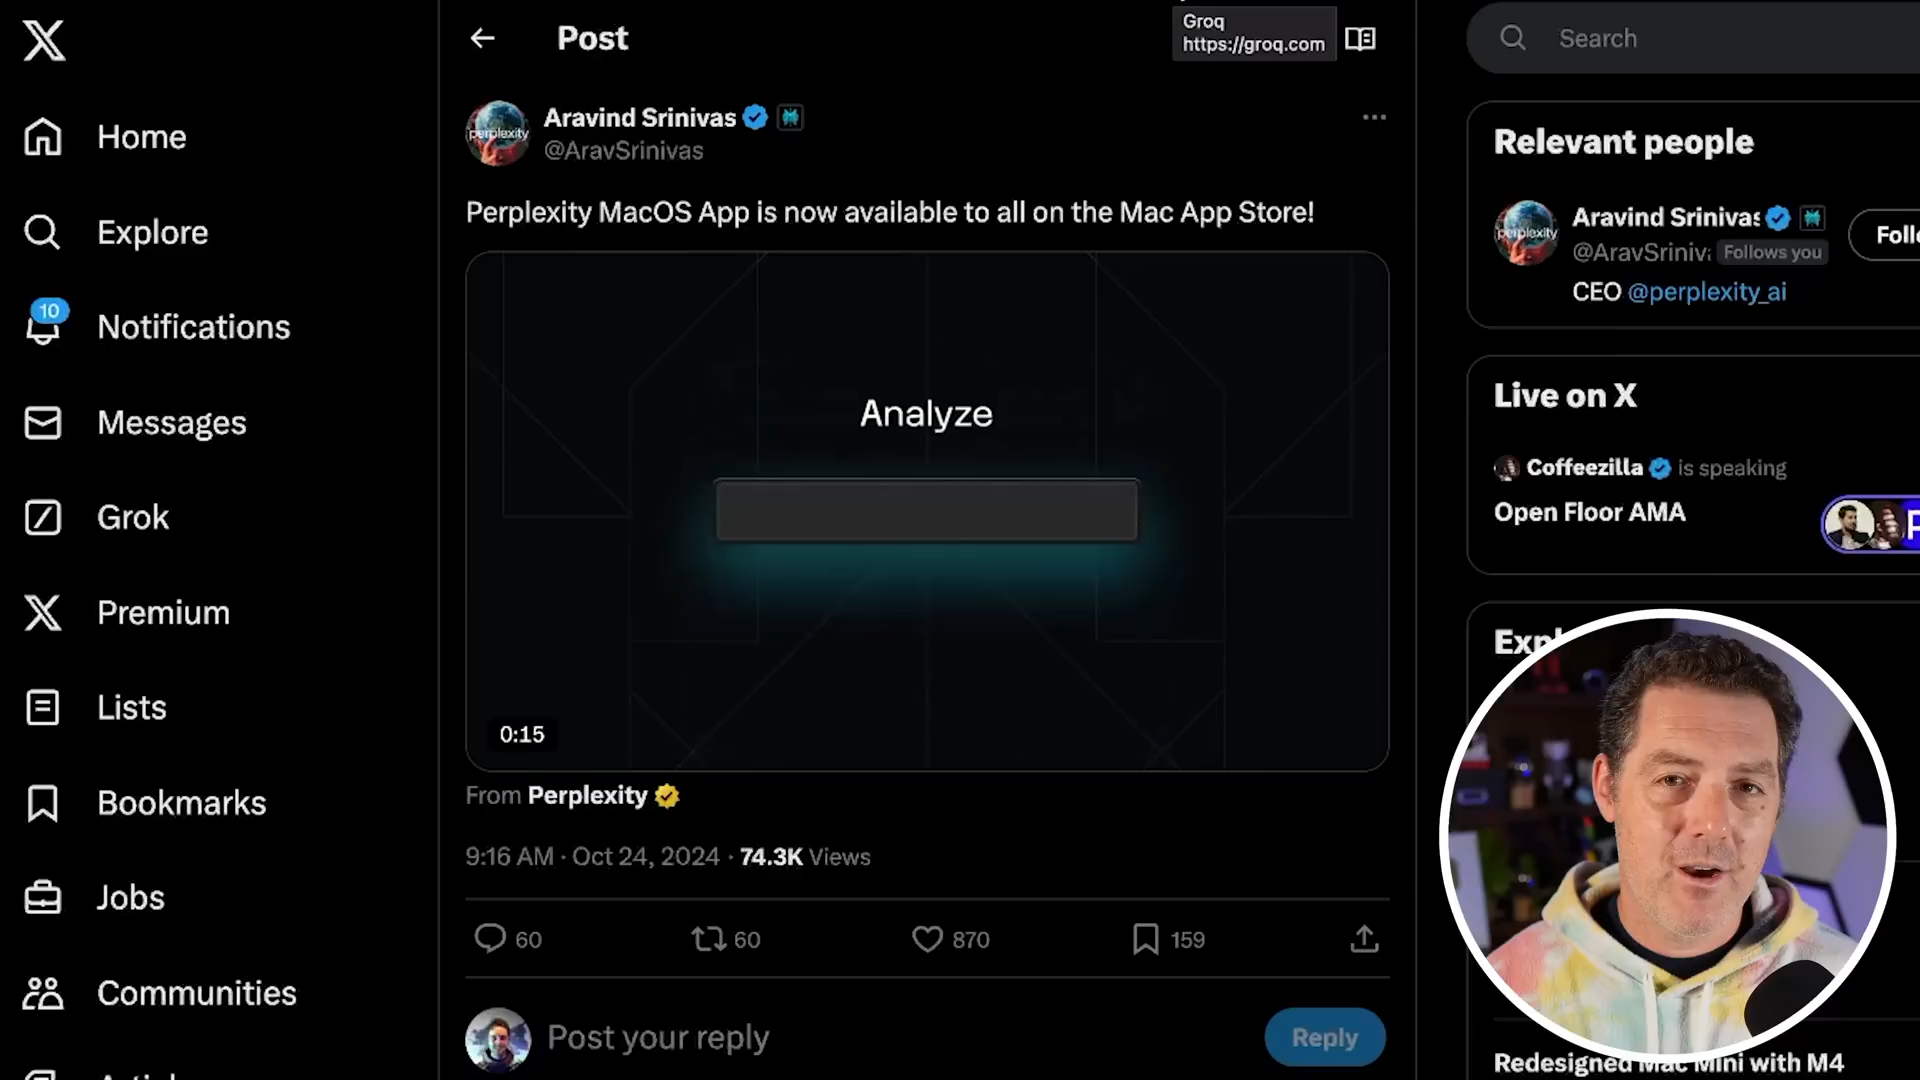 Home
Explore
10
Notifications
Messages
Grok
Premium
Lists
Bookmarks
Jobs
Communities
Post
Groq
https://groq.com
perplexity
Aravind Srinivas
@AravSrinivas
Perplexity MacOS App is now available to all on the Mac App Store!
Analyze
0:15
From Perplexity
9:16 AM · Oct 24, 2024 · 74.3K Views
60
60
870
159
Post your reply
Reply
Search
Relevant people
perplexity
Aravind Srinivas
@AravSriniv
Follows you
CEO @perplexity_ai
Live on X
Coffeezilla is speaking
Open Floor AMA
Redesigned Mac Mini with M4